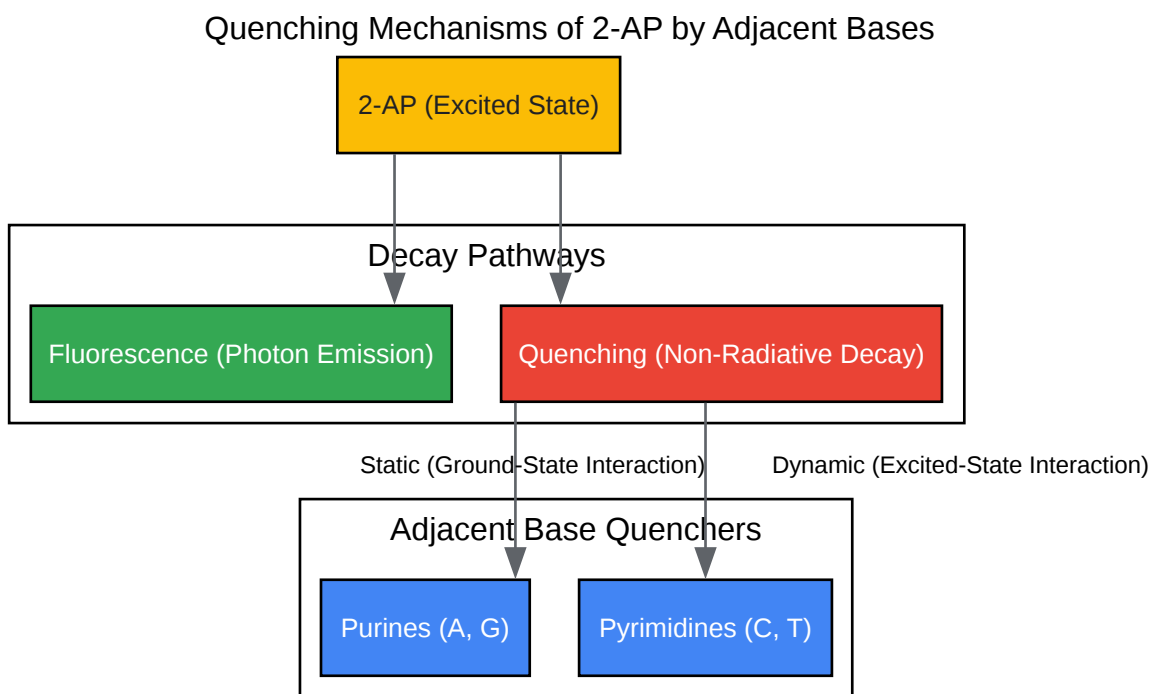 Quenching Mechanisms of 2-AP by Adjacent Bases
2-AP (Excited State)
Decay Pathways
Fluorescence (Photon Emission)
Quenching (Non-Radiative Decay)
Static (Ground-State Interaction)
Dynamic (Excited-State Interaction)
Adjacent Base Quenchers
Purines (A, G)
Pyrimidines (C, T)